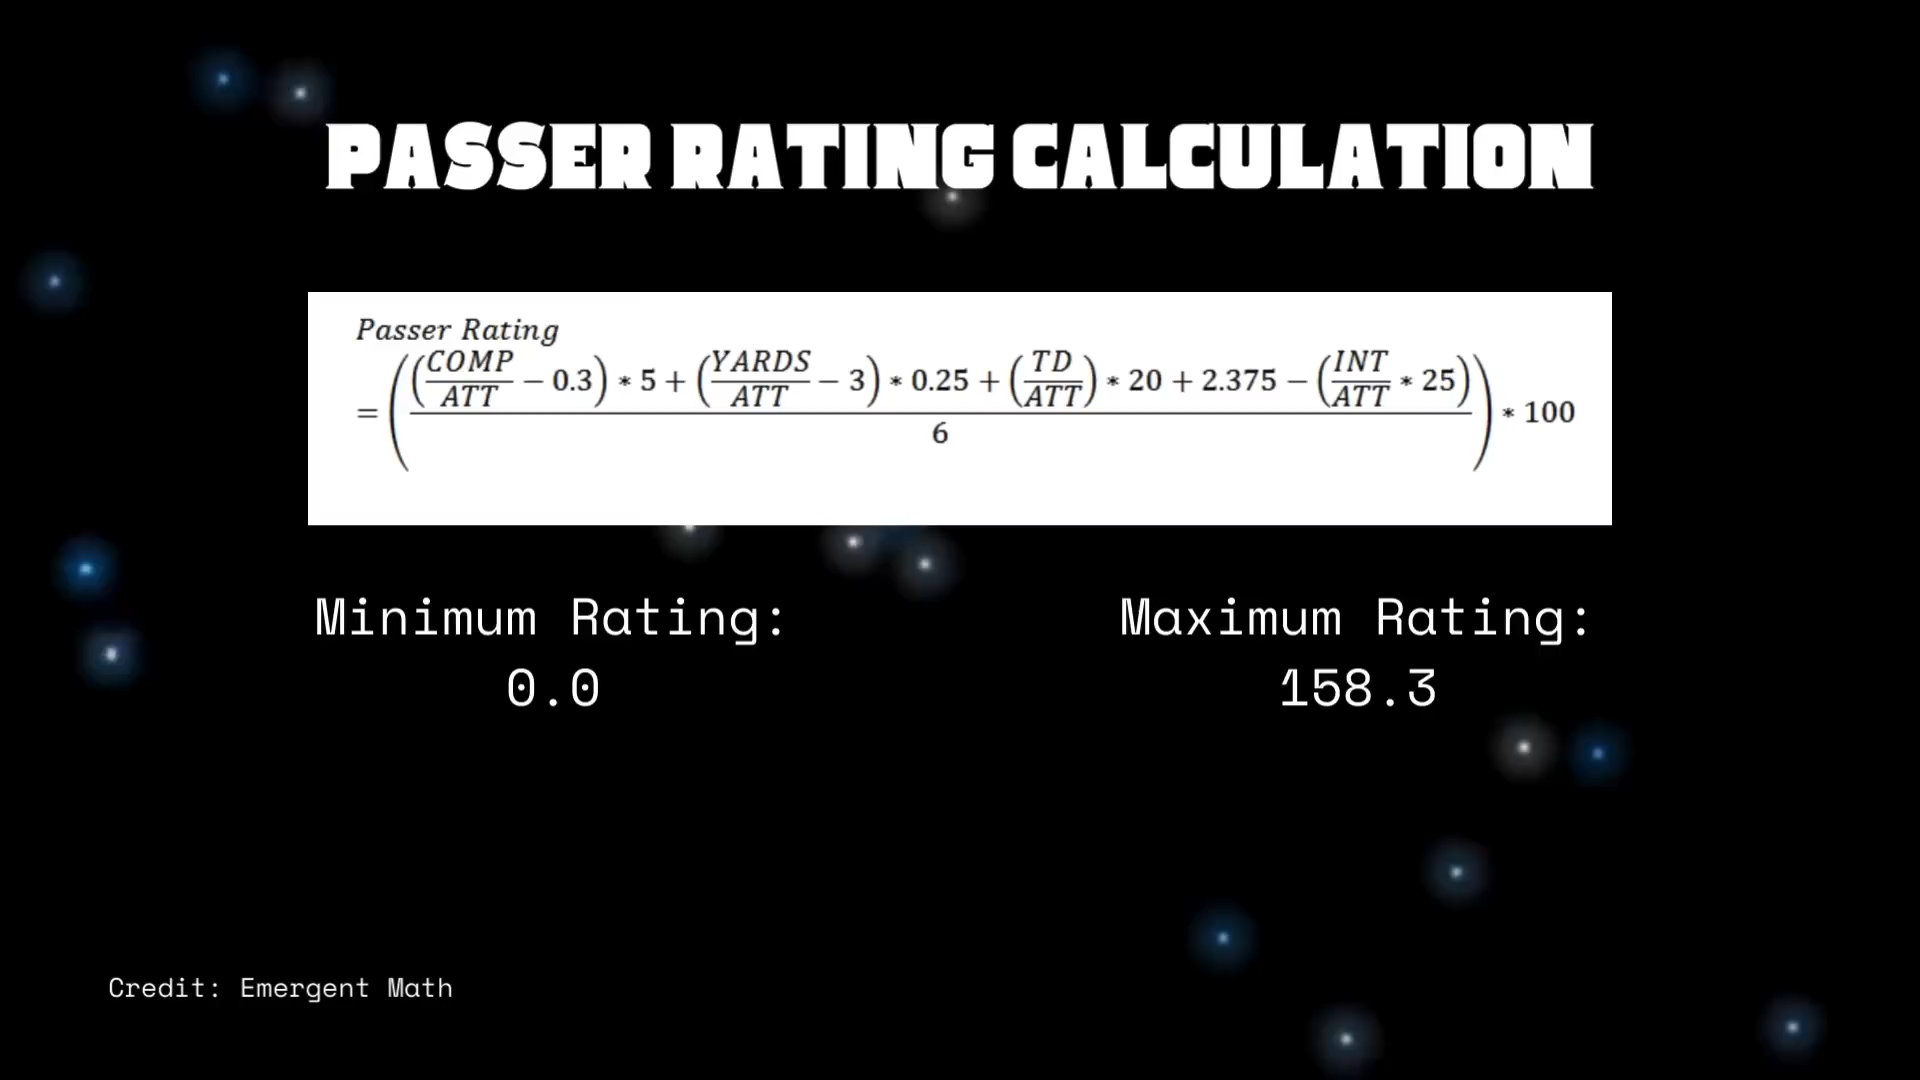 PASSER RATING CALCULATION
Passer Rating
= (((COMP/ATT − 0.3) * 5 + (YARDS/ATT − 3) * 0.25 + (TD/ATT) * 20 + 2.375 − (INT/ATT * 25))/6) * 100
Minimum Rating:
0.0
Maximum Rating:
158.3
Credit: Emergent Math